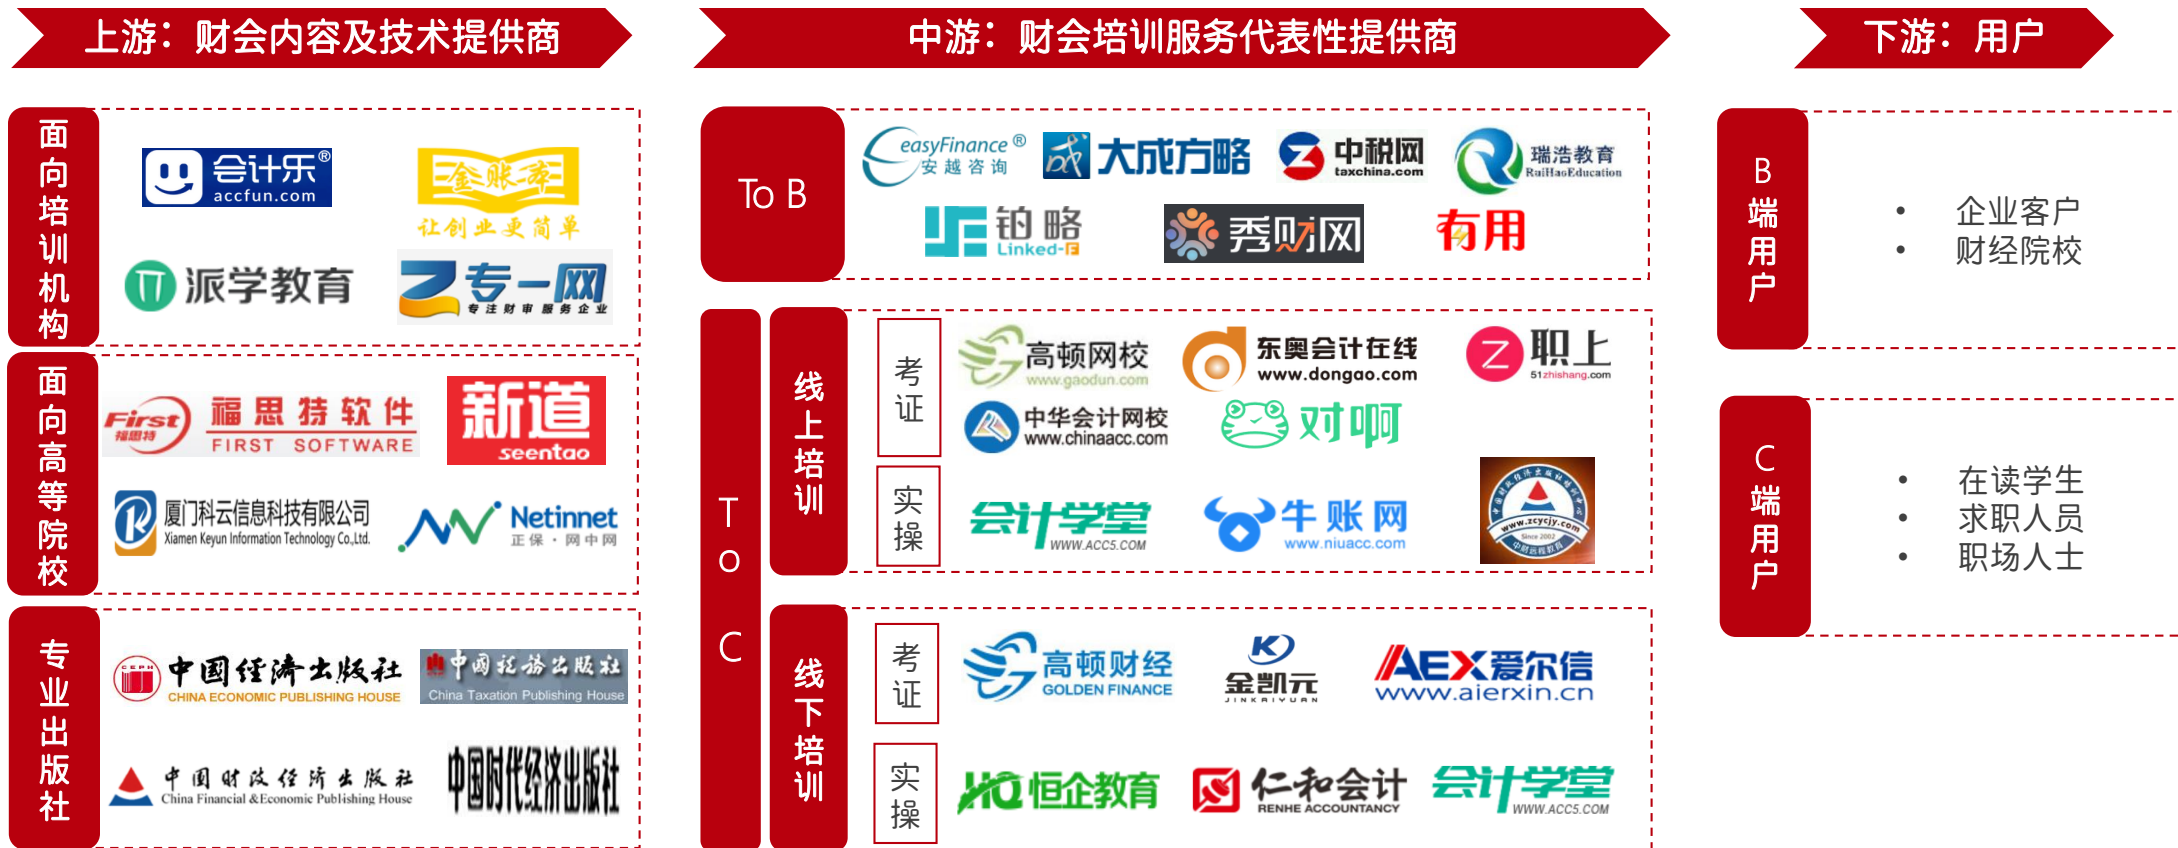 上游：财会内容及技术提供商
中游：财会培训服务代表性提供商
下游：用户
面向培训机构
会计乐®
accfun.com
金账本
让创业更简单
派学教育
专一网
专注财审 服务企业
面向高等院校
First
福思特
福思特软件
FIRST SOFTWARE
新道
seentao
厦门科云信息科技有限公司
Xiamen Keyun Information Technology Co.,Ltd.
Netinnet
正保·网中网
专业出版社
CEPH
中国经济出版社
CHINA ECONOMIC PUBLISHING HOUSE
中国税务出版社
China Taxation Publishing House
中国财政经济出版社
China Financial &Economic Publishing House
中国时代经济出版社
To B
easyFinance®
安越咨询
大成方略
中税网
taxchina.com
瑞浩教育
RuiHaoEducation
铂略
Linked-F
秀财网
有用
To C
线上培训
考证
高顿网校
www.gaodun.com
东奥会计在线
www.dongao.com
职上
51zhishang.com
中华会计网校
www.chinaacc.com
对啊
实操
会计学堂
WWW.ACC5.COM
牛账网
www.niuacc.com
www.zcycjy.com
Since 2002
中财远程教育
线下培训
考证
高顿财经
GOLDEN FINANCE
金凯元
JINKAIYUAN
AEX爱尔信
www.aierxin.cn
实操
HQ恒企教育
仁和会计
RENHE ACCOUNTANCY
会计学堂
WWW.ACC5.COM
B端用户
• 企业客户
• 财经院校
C端用户
• 在读学生
• 求职人员
• 职场人士